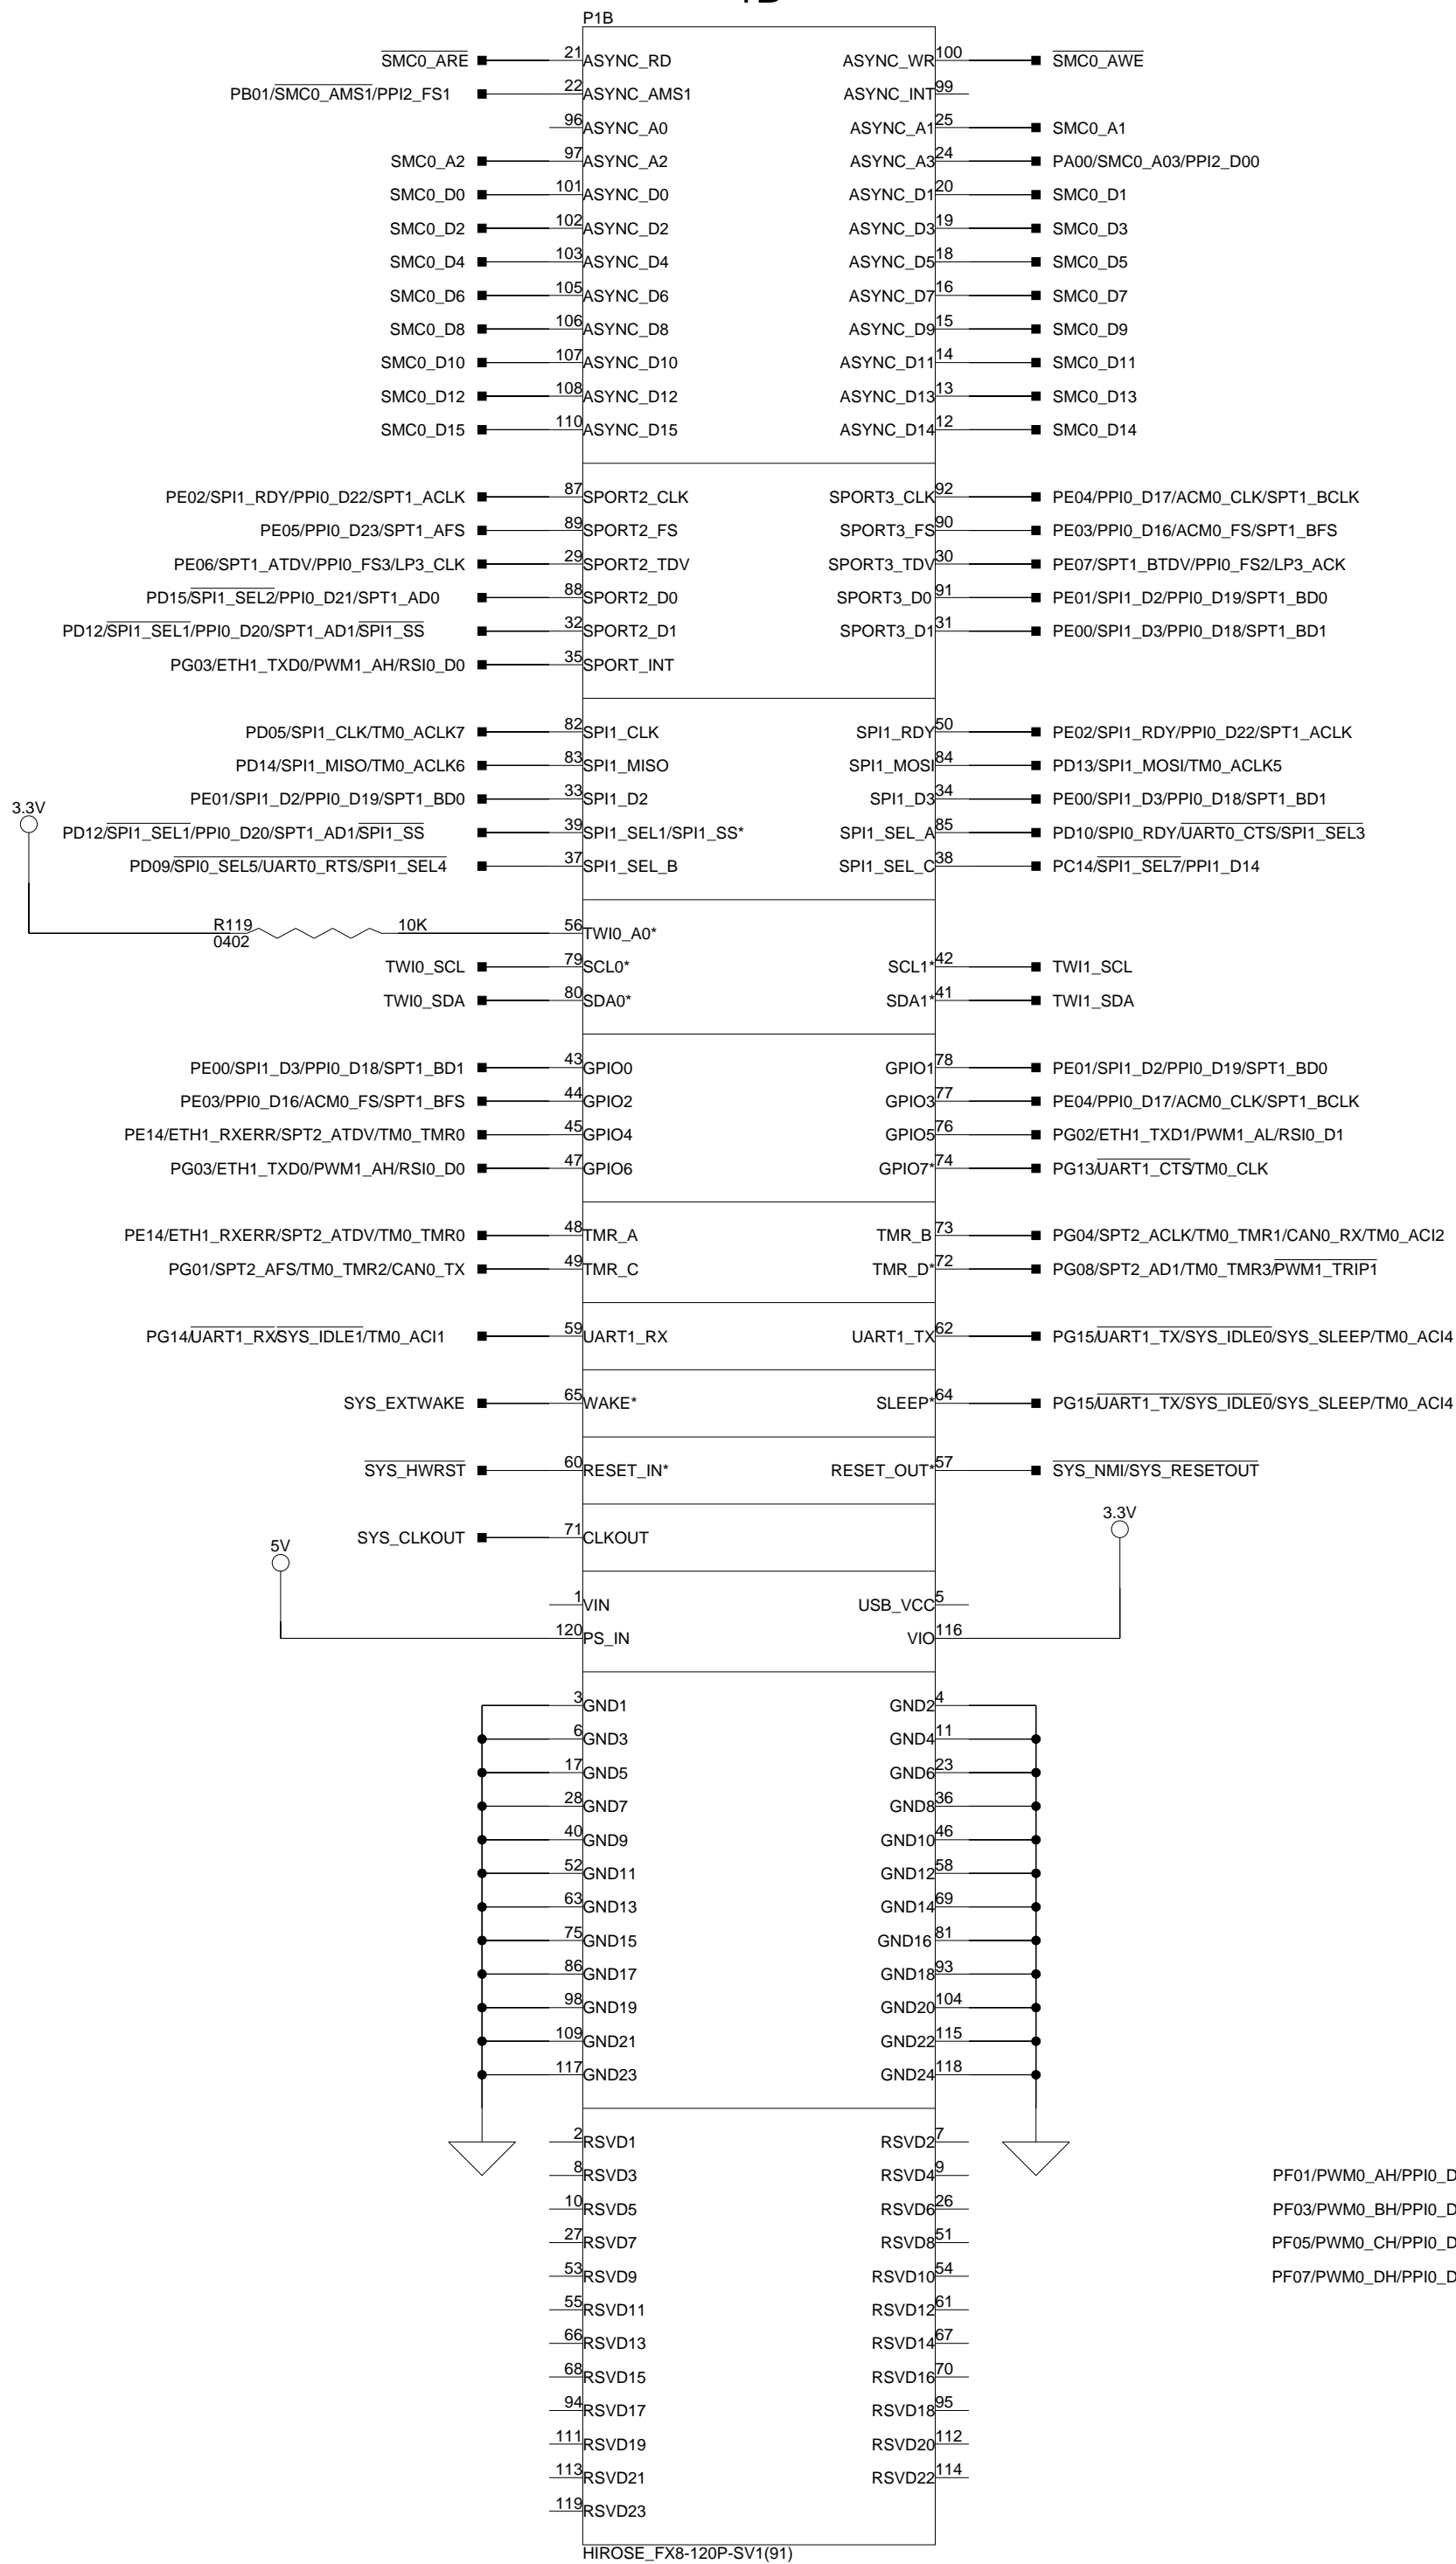 P1B
SMC0_ARE 21 ASYNC_RD ASYNC_WR 100 SMC0_AWE
PB01/SMC0_AMS1/PPI2_FS1 22 ASYNC_AMS1 ASYNC_INT 99
96 ASYNC_A0 ASYNC_A1 25 SMC0_A1
SMC0_A2 97 ASYNC_A2 ASYNC_A3 24 PA00/SMC0_A03/PPI2_D00
SMC0_D0 101 ASYNC_D0 ASYNC_D1 20 SMC0_D1
SMC0_D2 102 ASYNC_D2 ASYNC_D3 19 SMC0_D3
SMC0_D4 103 ASYNC_D4 ASYNC_D5 18 SMC0_D5
SMC0_D6 105 ASYNC_D6 ASYNC_D7 16 SMC0_D7
SMC0_D8 106 ASYNC_D8 ASYNC_D9 15 SMC0_D9
SMC0_D10 107 ASYNC_D10 ASYNC_D11 14 SMC0_D11
SMC0_D12 108 ASYNC_D12 ASYNC_D13 13 SMC0_D13
SMC0_D15 110 ASYNC_D15 ASYNC_D14 12 SMC0_D14
PE02/SPI1_RDY/PPI0_D22/SPT1_ACLK 87 SPORT2_CLK SPORT3_CLK 92 PE04/PPI0_D17/ACM0_CLK/SPT1_BCLK
PE05/PPI0_D23/SPT1_AFS 89 SPORT2_FS SPORT3_FS 90 PE03/PPI0_D16/ACM0_FS/SPT1_BFS
PE06/SPT1_ATDV/PPI0_FS3/LP3_CLK 29 SPORT2_TDV SPORT3_TDV 30 PE07/SPT1_BTDV/PPI0_FS2/LP3_ACK
PD15/SPI1_SEL2/PPI0_D21/SPT1_AD0 88 SPORT2_D0 SPORT3_D0 91 PE01/SPI1_D2/PPI0_D19/SPT1_BD0
PD12/SPI1_SEL1/PPI0_D20/SPT1_AD1/SPI1_SS 32 SPORT2_D1 SPORT3_D1 31 PE00/SPI1_D3/PPI0_D18/SPT1_BD1
PG03/ETH1_TXD0/PWM1_AH/RSI0_D0 35 SPORT_INT
PD05/SPI1_CLK/TM0_ACLK7 82 SPI1_CLK SPI1_RDY 50 PE02/SPI1_RDY/PPI0_D22/SPT1_ACLK
PD14/SPI1_MISO/TM0_ACLK6 83 SPI1_MISO SPI1_MOSI 84 PD13/SPI1_MOSI/TM0_ACLK5
PE01/SPI1_D2/PPI0_D19/SPT1_BD0 33 SPI1_D2 SPI1_D3 34 PE00/SPI1_D3/PPI0_D18/SPT1_BD1
3.3V
PD12/SPI1_SEL1/PPI0_D20/SPT1_AD1/SPI1_SS 39 SPI1_SEL1/SPI1_SS* SPI1_SEL_A 85 PD10/SPI0_RDY/UART0_CTS/SPI1_SEL3
PD09/SPI0_SEL5/UART0_RTS/SPI1_SEL4 37 SPI1_SEL_B SPI1_SEL_C 38 PC14/SPI1_SEL7/PPI1_D14
R119 10K 56 TWI0_A0*
0402
TWI0_SCL 79 SCL0* SCL1* 42 TWI1_SCL
TWI0_SDA 80 SDA0* SDA1* 41 TWI1_SDA
PE00/SPI1_D3/PPI0_D18/SPT1_BD1 43 GPIO0 GPIO1 78 PE01/SPI1_D2/PPI0_D19/SPT1_BD0
PE03/PPI0_D16/ACM0_FS/SPT1_BFS 44 GPIO2 GPIO3 77 PE04/PPI0_D17/ACM0_CLK/SPT1_BCLK
PE14/ETH1_RXERR/SPT2_ATDV/TM0_TMR0 45 GPIO4 GPIO5 76 PG02/ETH1_TXD1/PWM1_AL/RSI0_D1
PG03/ETH1_TXD0/PWM1_AH/RSI0_D0 47 GPIO6 GPIO7* 74 PG13/UART1_CTS/TM0_CLK
PE14/ETH1_RXERR/SPT2_ATDV/TM0_TMR0 48 TMR_A TMR_B 73 PG04/SPT2_ACLK/TM0_TMR1/CAN0_RX/TM0_ACI2
PG01/SPT2_AFS/TM0_TMR2/CAN0_TX 49 TMR_C TMR_D* 72 PG08/SPT2_AD1/TM0_TMR3/PWM1_TRIP1
PG14/UART1_RX/SYS_IDLE1/TM0_ACI1 59 UART1_RX UART1_TX 62 PG15/UART1_TX/SYS_IDLE0/SYS_SLEEP/TM0_ACI4
SYS_EXTWAKE 65 WAKE* SLEEP* 64 PG15/UART1_TX/SYS_IDLE0/SYS_SLEEP/TM0_ACI4
SYS_HWRST 60 RESET_IN* RESET_OUT* 57 SYS_NMI/SYS_RESETOUT
3.3V
SYS_CLKOUT 71 CLKOUT
5V
1 VIN USB_VCC 5
120 PS_IN VIO 116
3 GND1 GND2 4
6 GND3 GND4 11
17 GND5 GND6 23
28 GND7 GND8 36
40 GND9 GND10 46
52 GND11 GND12 58
63 GND13 GND14 69
75 GND15 GND16 81
86 GND17 GND18 93
98 GND19 GND20 104
109 GND21 GND22 115
117 GND23 GND24 118
2 RSVD1 RSVD2 7
8 RSVD3 RSVD4 9 PF01/PWM0_AH/PPI0_D
10 RSVD5 RSVD6 26 PF03/PWM0_BH/PPI0_D
27 RSVD7 RSVD8 51 PF05/PWM0_CH/PPI0_D
53 RSVD9 RSVD10 54 PF07/PWM0_DH/PPI0_D
55 RSVD11 RSVD12 61
66 RSVD13 RSVD14 67
68 RSVD15 RSVD16 70
94 RSVD17 RSVD18 95
111 RSVD19 RSVD20 112
113 RSVD21 RSVD22 114
119 RSVD23
HIROSE_FX8-120P-SV1(91)